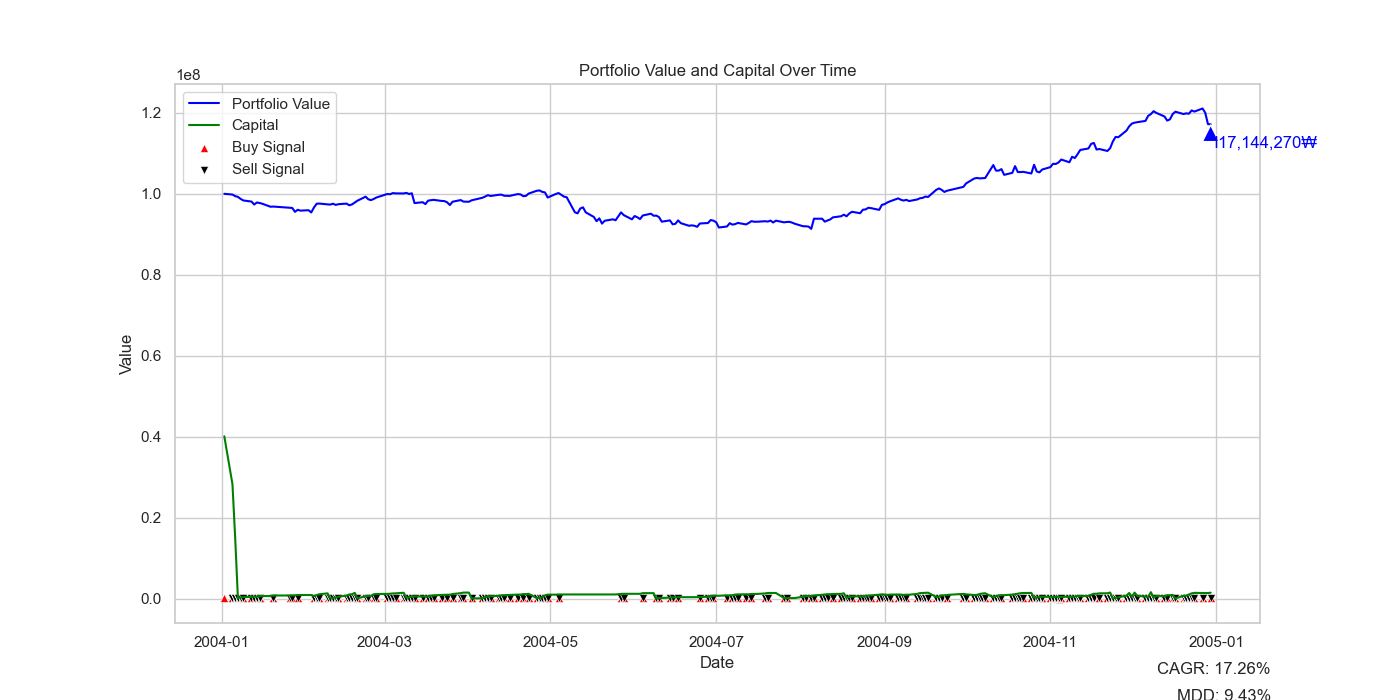 Portfolio Value and Capital Over Time
1e8
Portfolio Value
Capital
Buy Signal
Sell Signal
1.2
1.0
0.8
0.6
0.4
0.2
0.0
Value
117,144,270₩
2004-01 2004-03 2004-05 2004-07 2004-09 2004-11 2005-01
Date
CAGR: 17.26%
MDD: 9.43%